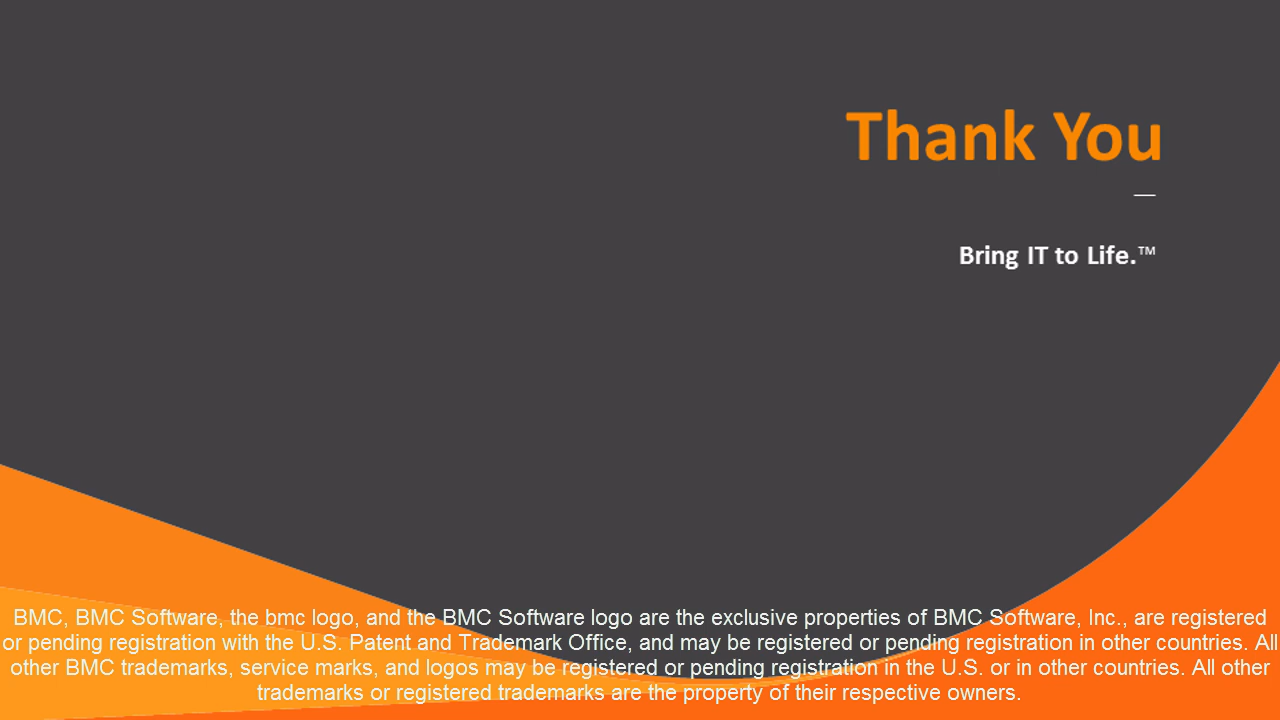 Thank You
Bring IT to Life.™
BMC, BMC Software, the bmc logo, and the BMC Software logo are the exclusive properties of BMC Software, Inc., are registered
or pending registration with the U.S. Patent and Trademark Office, and may be registered or pending registration in other countries. All
other BMC trademarks, service marks, and logos may be registered or pending registration in the U.S. or in other countries. All other
trademarks or registered trademarks are the property of their respective owners.